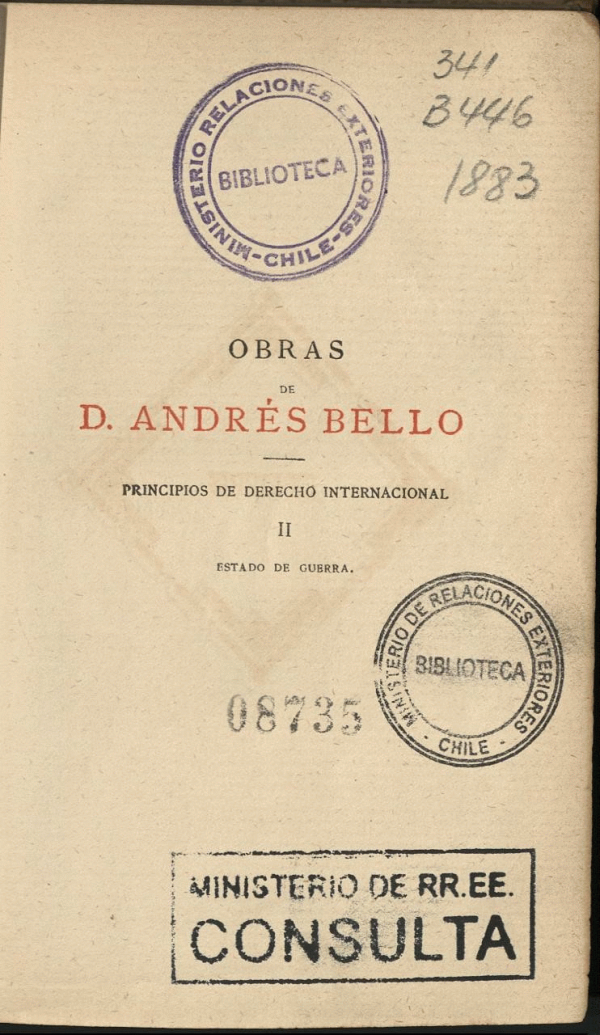 341
B446
1883
MINISTERIO RELACIONES EXTERIORES
BIBLIOTECA
-CHILE-
OBRAS
DE
D. ANDRÉS BELLO
PRINCIPIOS DE DERECHO INTERNACIONAL
II
ESTADO DE GUERRA.
MINISTERIO DE RELACIONES EXTERIORES
BIBLIOTECA
- CHILE -
08735
MINISTERIO DE RR.EE.
CONSULTA